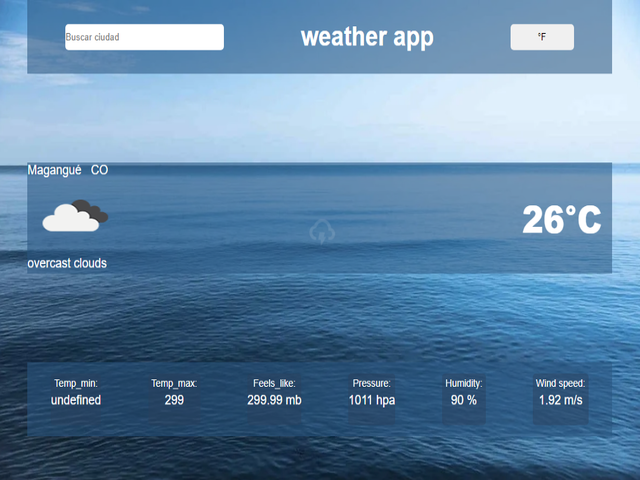 Buscar ciudad
weather app
°F
Magangué CO
26°C
overcast clouds
Temp_min:
undefined
Temp_max:
299
Feels_like:
299.99 mb
Pressure:
1011 hpa
Humidity:
90 %
Wind speed:
1.92 m/s